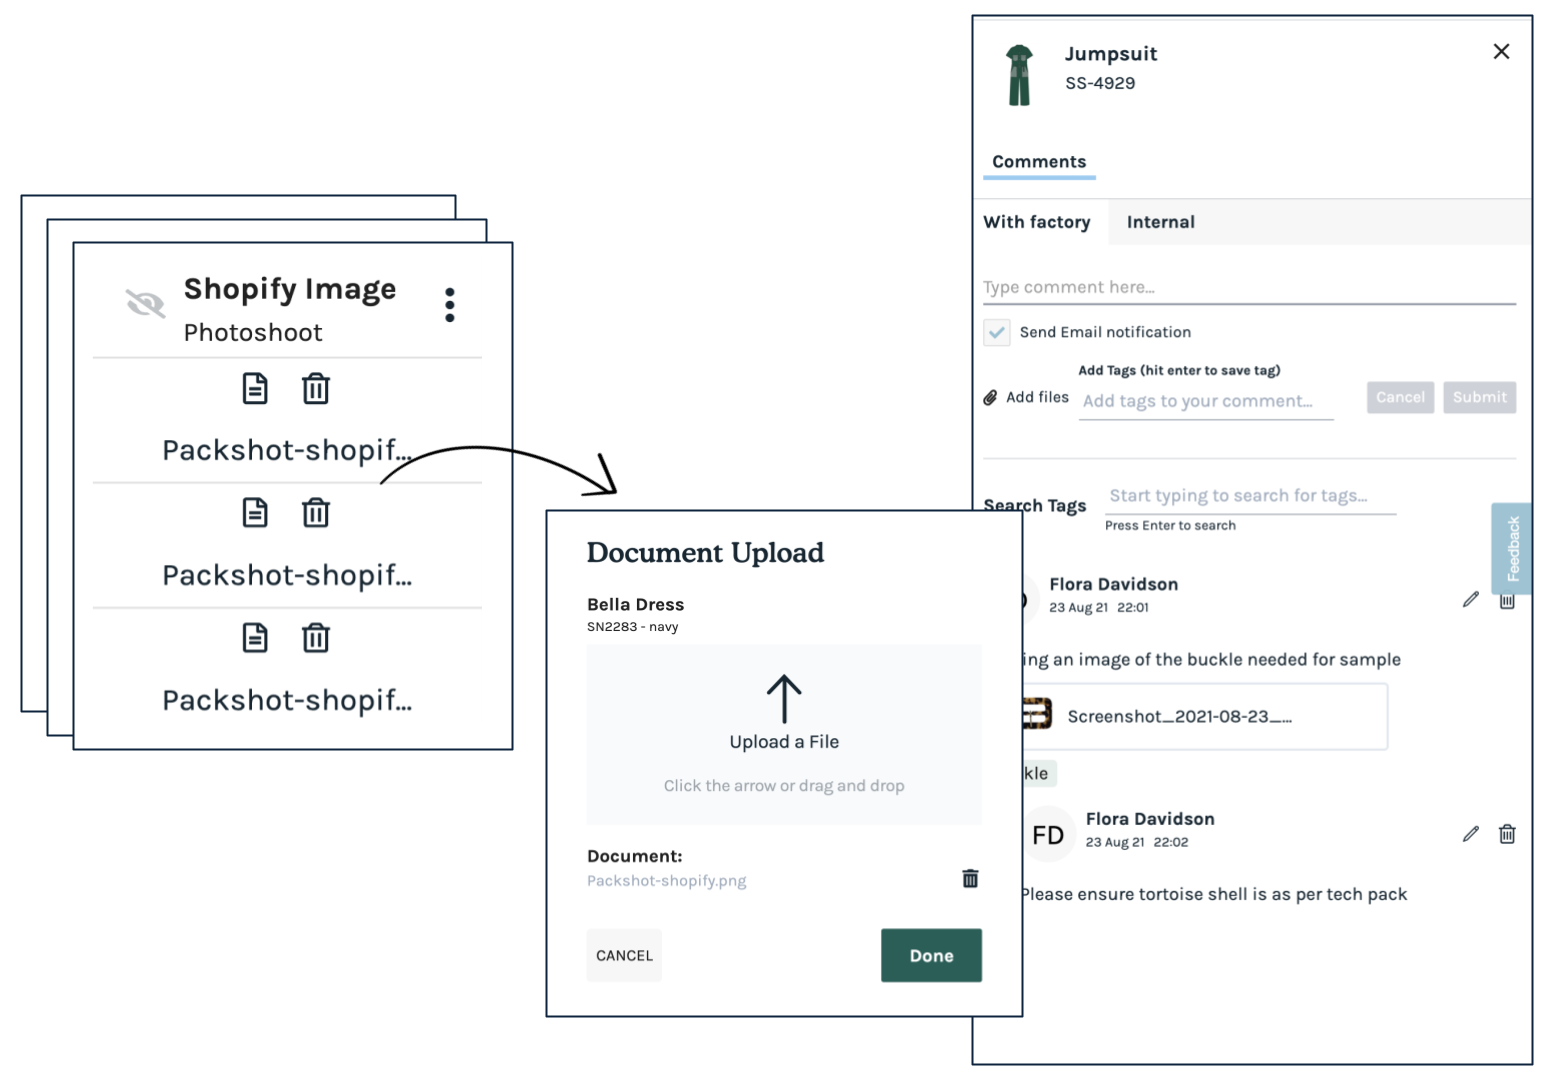 Shopify Image
Photoshoot
Packshot-shopif...
Packshot-shopif...
Packshot-shopif...
Document Upload
Bella Dress
SN2283 - navy
Upload a File
Click the arrow or drag and drop
Document:
Packshot-shopify.png
CANCEL
Done
Jumpsuit
SS-4929
Comments
With factory
Internal
Type comment here...
Send Email notification
Add Tags (hit enter to save tag)
Add files
Add tags to your comment...
Cancel
Submit
Search Tags
Start typing to search for tags...
Press Enter to search
Feedback
Flora Davidson
23 Aug 21 22:01
ing an image of the buckle needed for sample
Screenshot_2021-08-23_...
kle
FD
Flora Davidson
23 Aug 21 22:02
Please ensure tortoise shell is as per tech pack